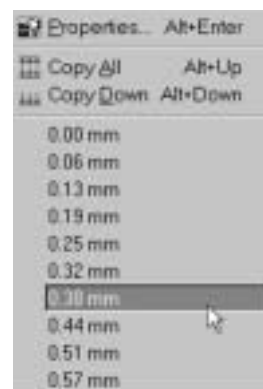 Properties... Alt+Enter
Copy All Alt+Up
Copy Down Alt+Down
0.00 mm
0.06 mm
0.13 mm
0.19 mm
0.25 mm
0.32 mm
0.38 mm
0.44 mm
0.51 mm
0.57 mm